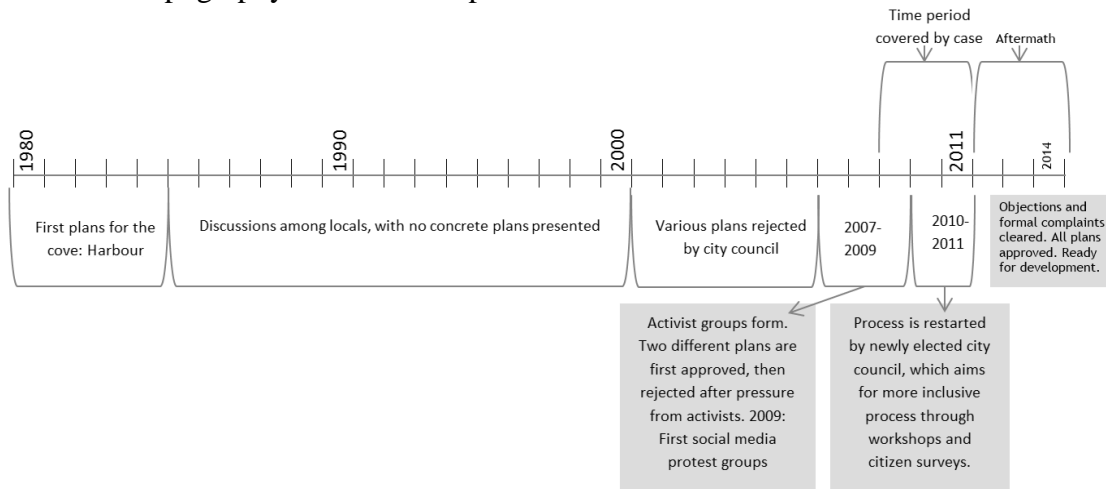 Time period
covered by case
Aftermath
1980
1990
2000
2011
2014
First plans for the
cove: Harbour
Discussions among locals, with no concrete plans presented
Various plans rejected
by city council
2007-
2009
2010-
2011
Objections and
formal complaints
cleared. All plans
approved. Ready
for development.
Activist groups form.
Two different plans are
first approved, then
rejected after pressure
from activists. 2009:
First social media
protest groups
Process is restarted
by newly elected city
council, which aims
for more inclusive
process through
workshops and
citizen surveys.